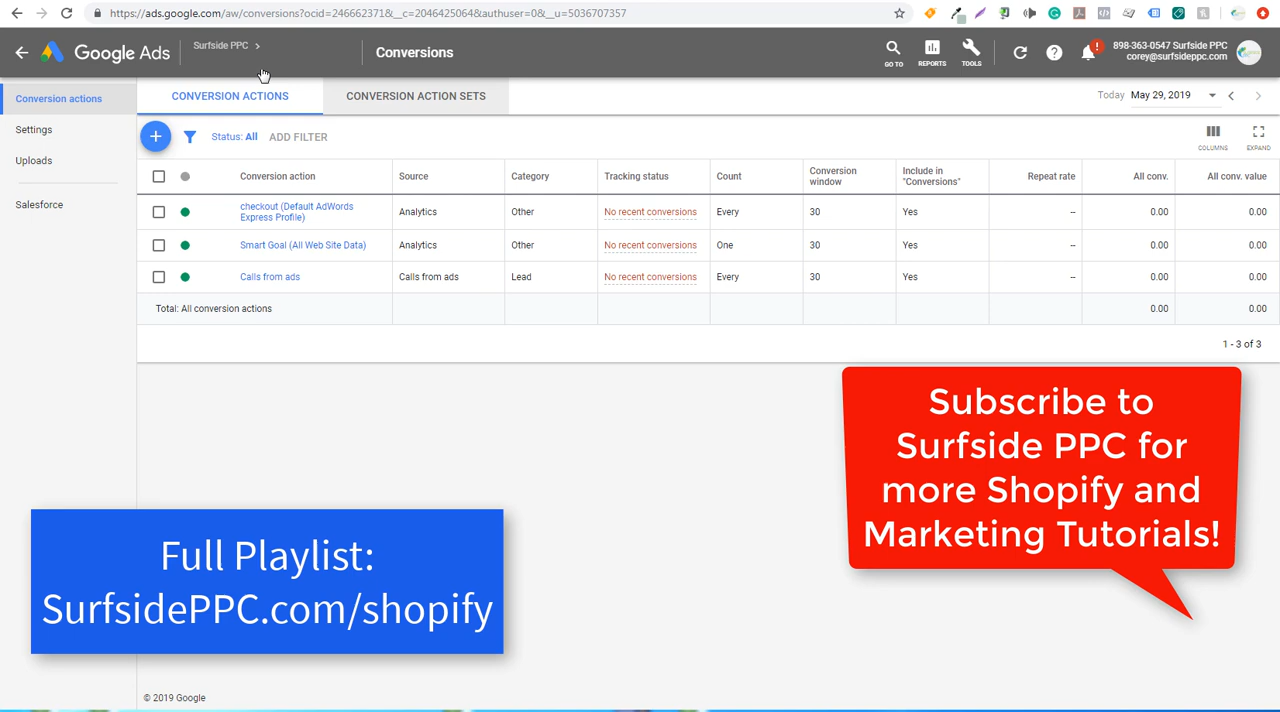 https://ads.google.com/aw/conversions?ocid=246662371&__c=2046425064&authuser=0&__u=5036707357
Google Ads
Surfside PPC
Conversions
GO TO
REPORTS
TOOLS
898-363-0547 Surfside PPC
corey@surfsideppc.com
Conversion actions
Settings
Uploads
Salesforce
CONVERSION ACTIONS
CONVERSION ACTION SETS
Today May 29, 2019
Status: All ADD FILTER
COLUMNS
EXPAND
Conversion action Source Category Tracking status Count Conversion window Include in "Conversions" Repeat rate All conv. All conv. value
checkout (Default AdWords Express Profile) Analytics Other No recent conversions Every 30 Yes -- 0.00 0.00
Smart Goal (All Web Site Data) Analytics Other No recent conversions One 30 Yes -- 0.00 0.00
Calls from ads Calls from ads Lead No recent conversions Every 30 Yes -- 0.00 0.00
Total: All conversion actions 0.00 0.00
1 - 3 of 3
Subscribe to
Surfside PPC for
more Shopify and
Marketing Tutorials!
Full Playlist:
SurfsidePPC.com/shopify
© 2019 Google